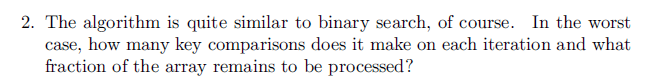 2. The algorithm is quite similar to binary search, of course. In the worst
case, how many key comparisons does it make on each iteration and what
fraction of the array remains to be processed?